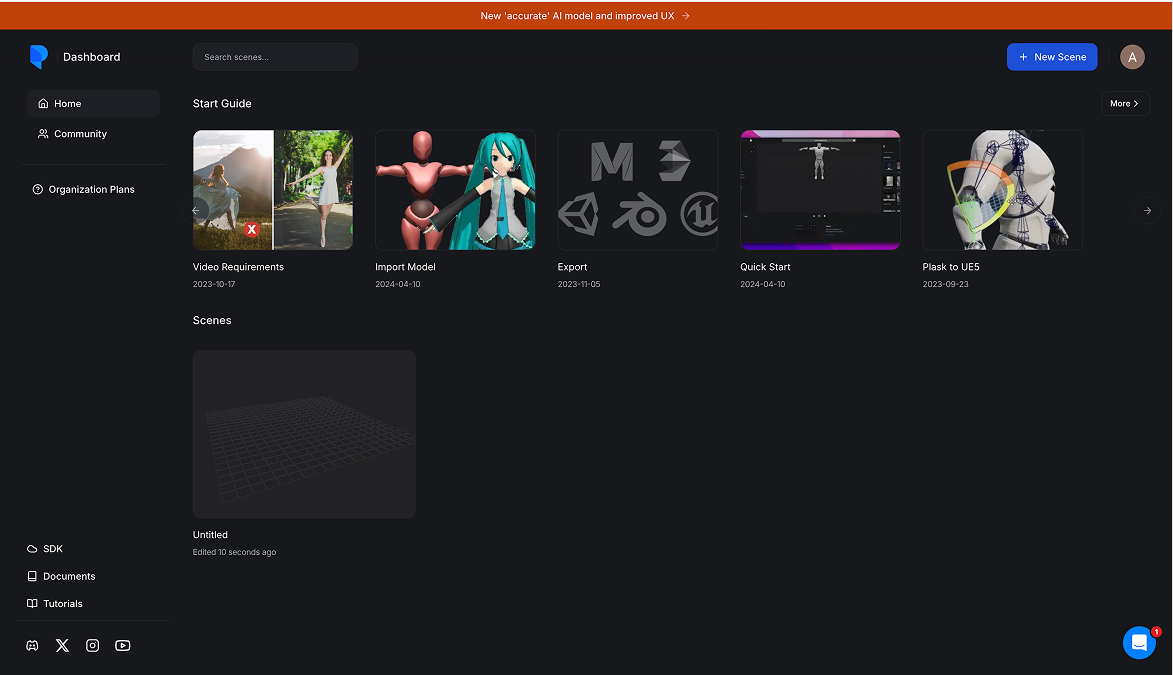 New 'accurate' AI model and improved UX
Dashboard
Search scenes...
New Scene
A
Home
Community
Organization Plans
Start Guide
More
Video Requirements
2023-10-17
Import Model
2024-04-10
Export
2023-11-05
Quick Start
2024-04-10
Plask to UE5
2023-09-23
Scenes
Untitled
Edited 10 seconds ago
SDK
Documents
Tutorials
1